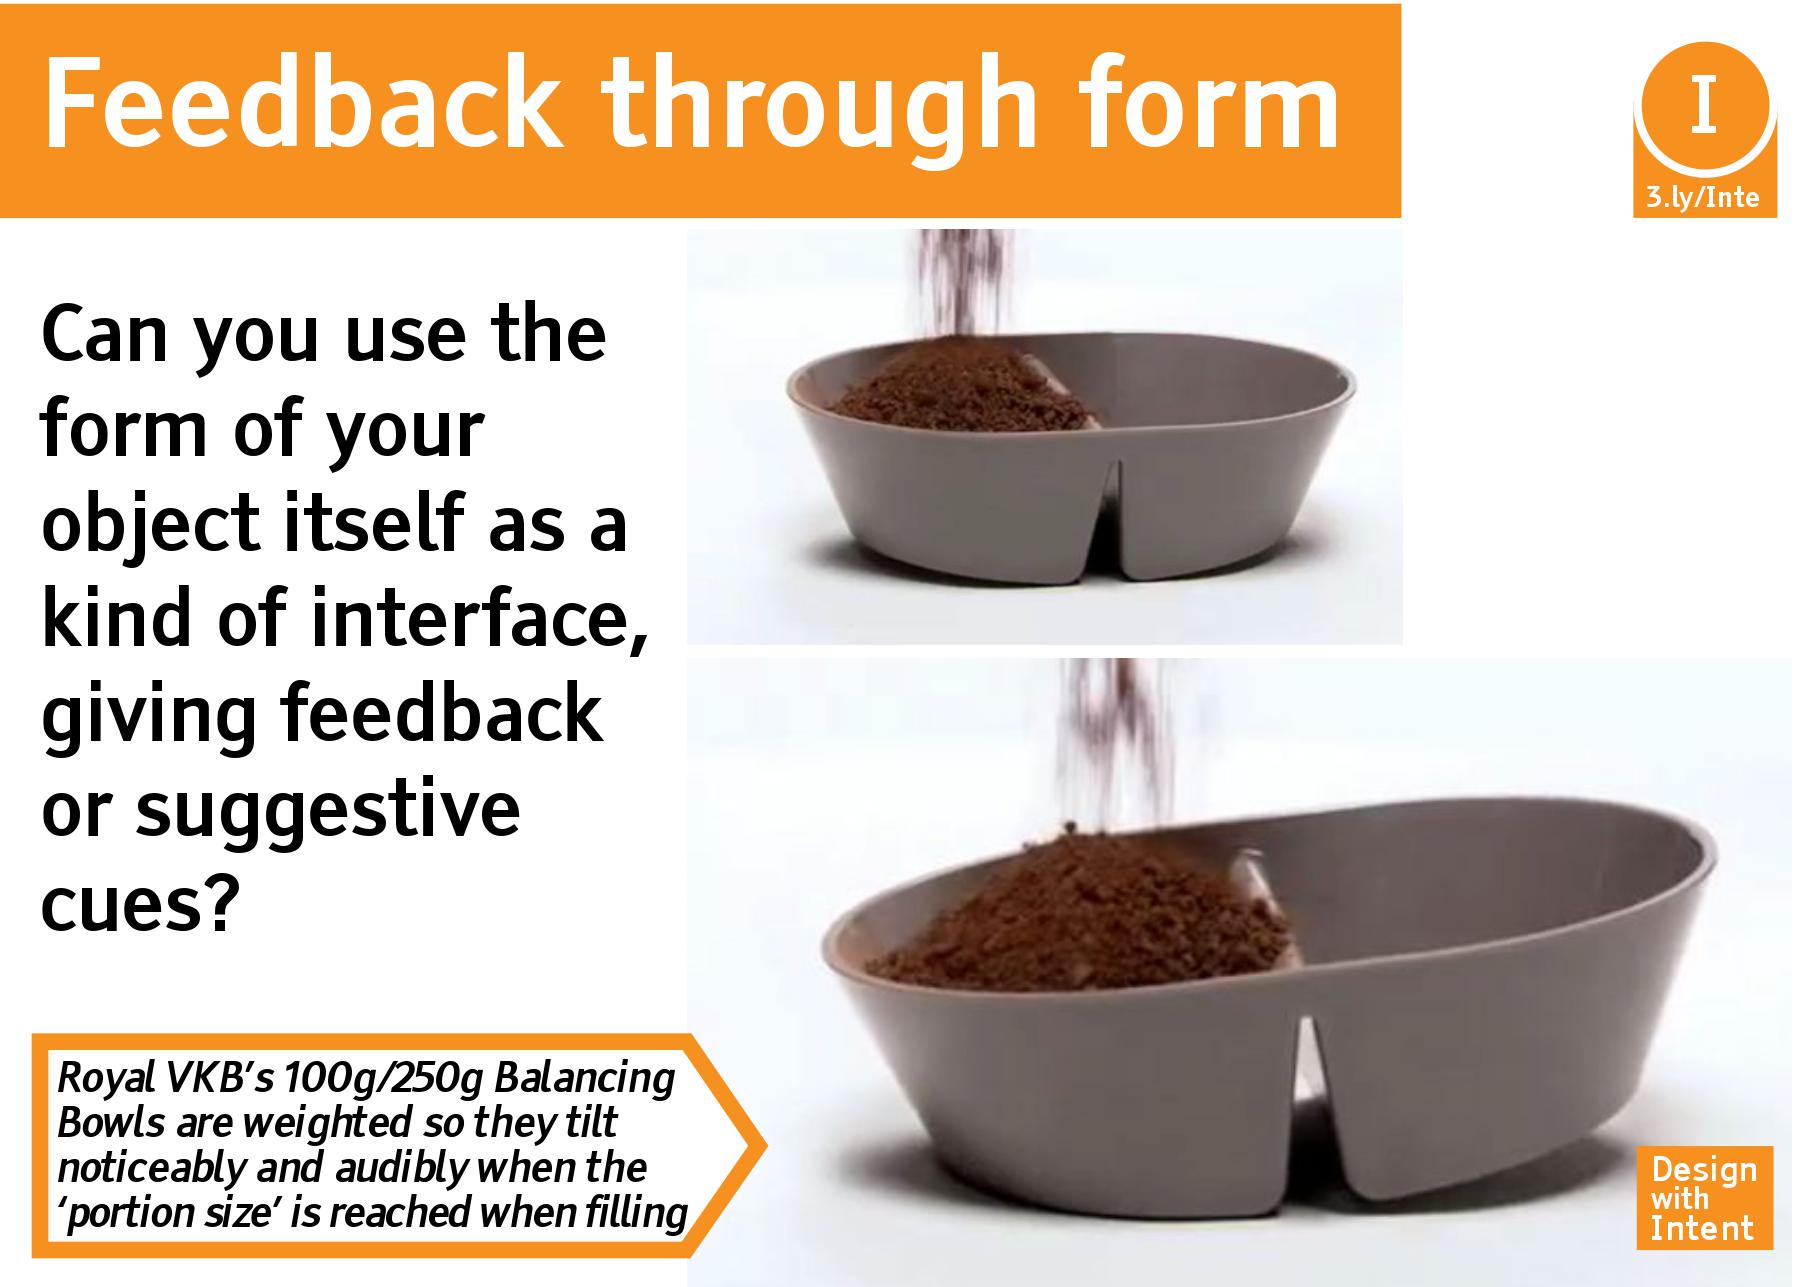 Feedback through form
I
3.ly/Inte
Can you use the
form of your
object itself as a
kind of interface,
giving feedback
or suggestive
cues?
Royal VKB’s 100g/250g Balancing
Bowls are weighted so they tilt
noticeably and audibly when the
‘portion size’ is reached when filling
Design
with
Intent